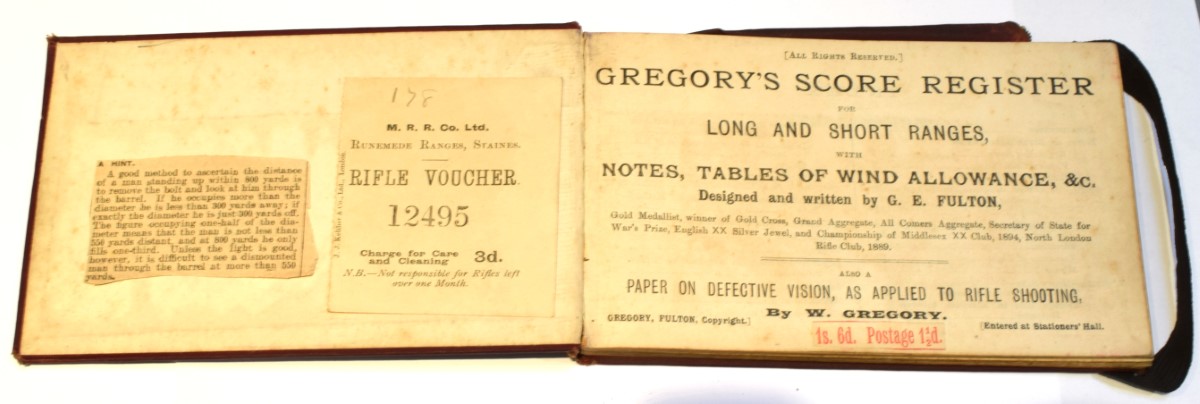 A HINT.
A good method to ascertain the distance
of a man standing up within 800 yards is
to remove the bolt and look at him through
the barrel. If he occupies more than the
diameter he is less than 300 yards away; if
exactly the diameter he is just 300 yards off.
The figure occupying one-half of the dia-
meter means that the man is not less than
550 yards distant, and at 800 yards he only
fills one-third. Unless the light is good,
however, it is difficult to see a dismounted
man through the barrel at more than 550
yards.
178
M. R. R. Co. Ltd.
RUNEMEDE RANGES, STAINES.
RIFLE VOUCHER.
12495
Charge for Care
and Cleaning 3d.
N.B.—Not responsible for Rifles left
over one Month.
& Co., Ltd., London
[ALL RIGHTS RESERVED.]
GREGORY'S SCORE REGISTER
FOR
LONG AND SHORT RANGES,
WITH
NOTES, TABLES OF WIND ALLOWANCE, &c.
Designed and written by G. E. FULTON,
Gold Medallist, winner of Gold Cross, Grand Aggregate, All Comers Aggregate, Secretary of State for
War's Prize, English XX Silver Jewel, and Championship of Middlesex XX Club, 1894, North London
Rifle Club, 1889.
ALSO A
PAPER ON DEFECTIVE VISION, AS APPLIED TO RIFLE SHOOTING,
By W. GREGORY.
GREGORY, FULTON, Copyright.]
[Entered at Stationers' Hall.
1s. 6d. Postage 1½d.